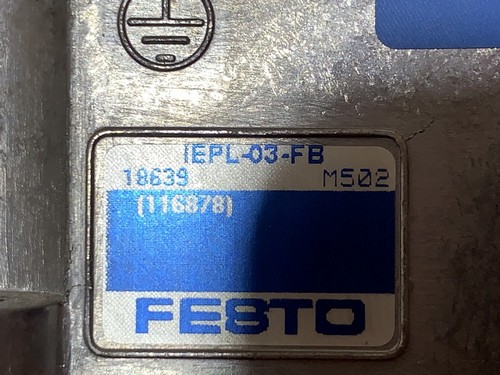 IEPL-03-FB
18639 M502
(116878)
FESTO